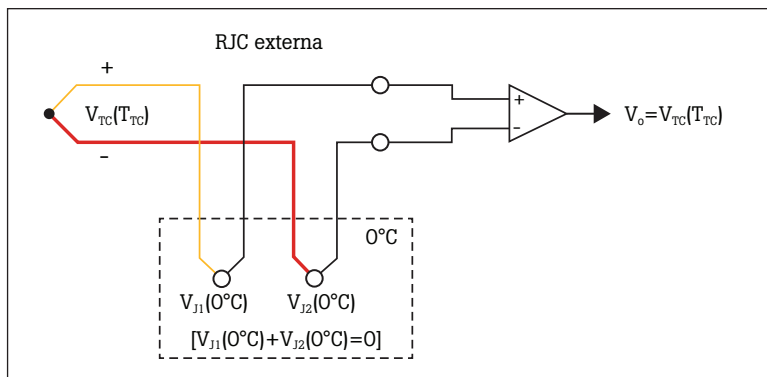 RJC externa
+
V_TC(T_TC)
–
+
-
V_o=V_TC(T_TC)
0°C
V_J1(0°C) V_J2(0°C)
[V_J1(0°C)+V_J2(0°C)=0]